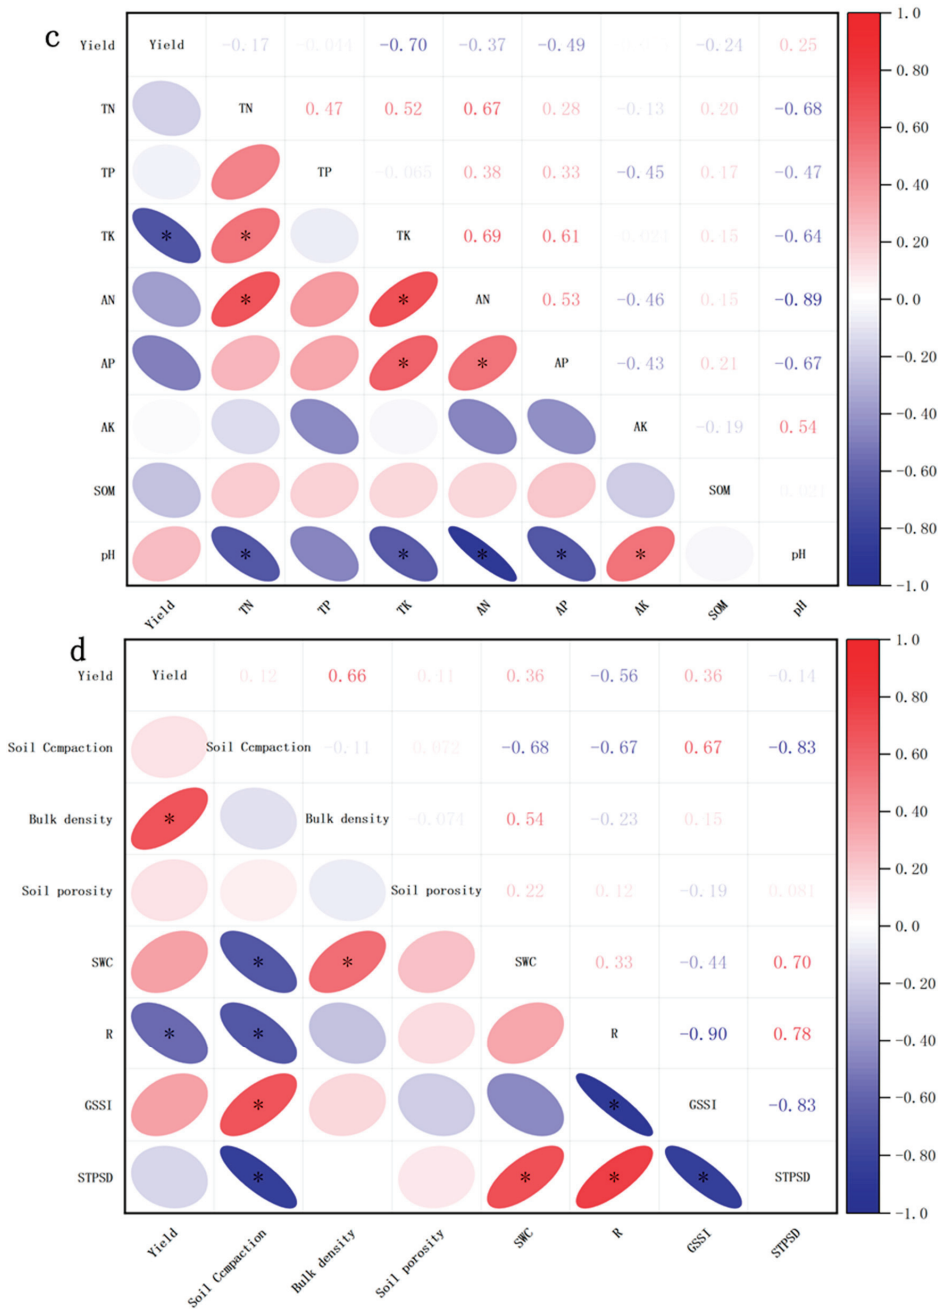 c
Yield Yield -0.17 -0.044 -0.70 -0.37 -0.49 -0.24 0.25
TN TN 0.47 0.52 0.67 0.28 -0.13 0.20 -0.68
TP TP -0.065 0.38 0.33 -0.45 0.17 -0.47
TK * * TK 0.69 0.61 0.15 -0.64
AN * * AN 0.53 -0.46 0.15 -0.89
AP * * AP -0.43 0.21 -0.67
AK AK -0.19 0.54
SOM SOM
pH * * * * * pH
Yield TN TP TK AN AP AK SOM pH
1.0
0.80
0.60
0.40
0.20
0.0
-0.20
-0.40
-0.60
-0.80
-1.0
d
Yield Yield 0.12 0.66 0.11 0.36 -0.56 0.36 -0.14
Soil Ccmpaction Soil Ccmpaction -0.11 0.072 -0.68 -0.67 0.67 -0.83
Bulk density * Bulk density -0.074 0.54 -0.23 0.15
Soil porosity Soil porosity 0.22 0.12 -0.19 0.081
SWC * * SWC 0.33 -0.44 0.70
R * * R -0.90 0.78
GSSI * * GSSI -0.83
STPSD * * * * STPSD
Yield Soil Ccmpaction Bulk density Soil porosity SWC R GSSI STPSD
1.0
0.80
0.60
0.40
0.20
0.0
-0.20
-0.40
-0.60
-0.80
-1.0